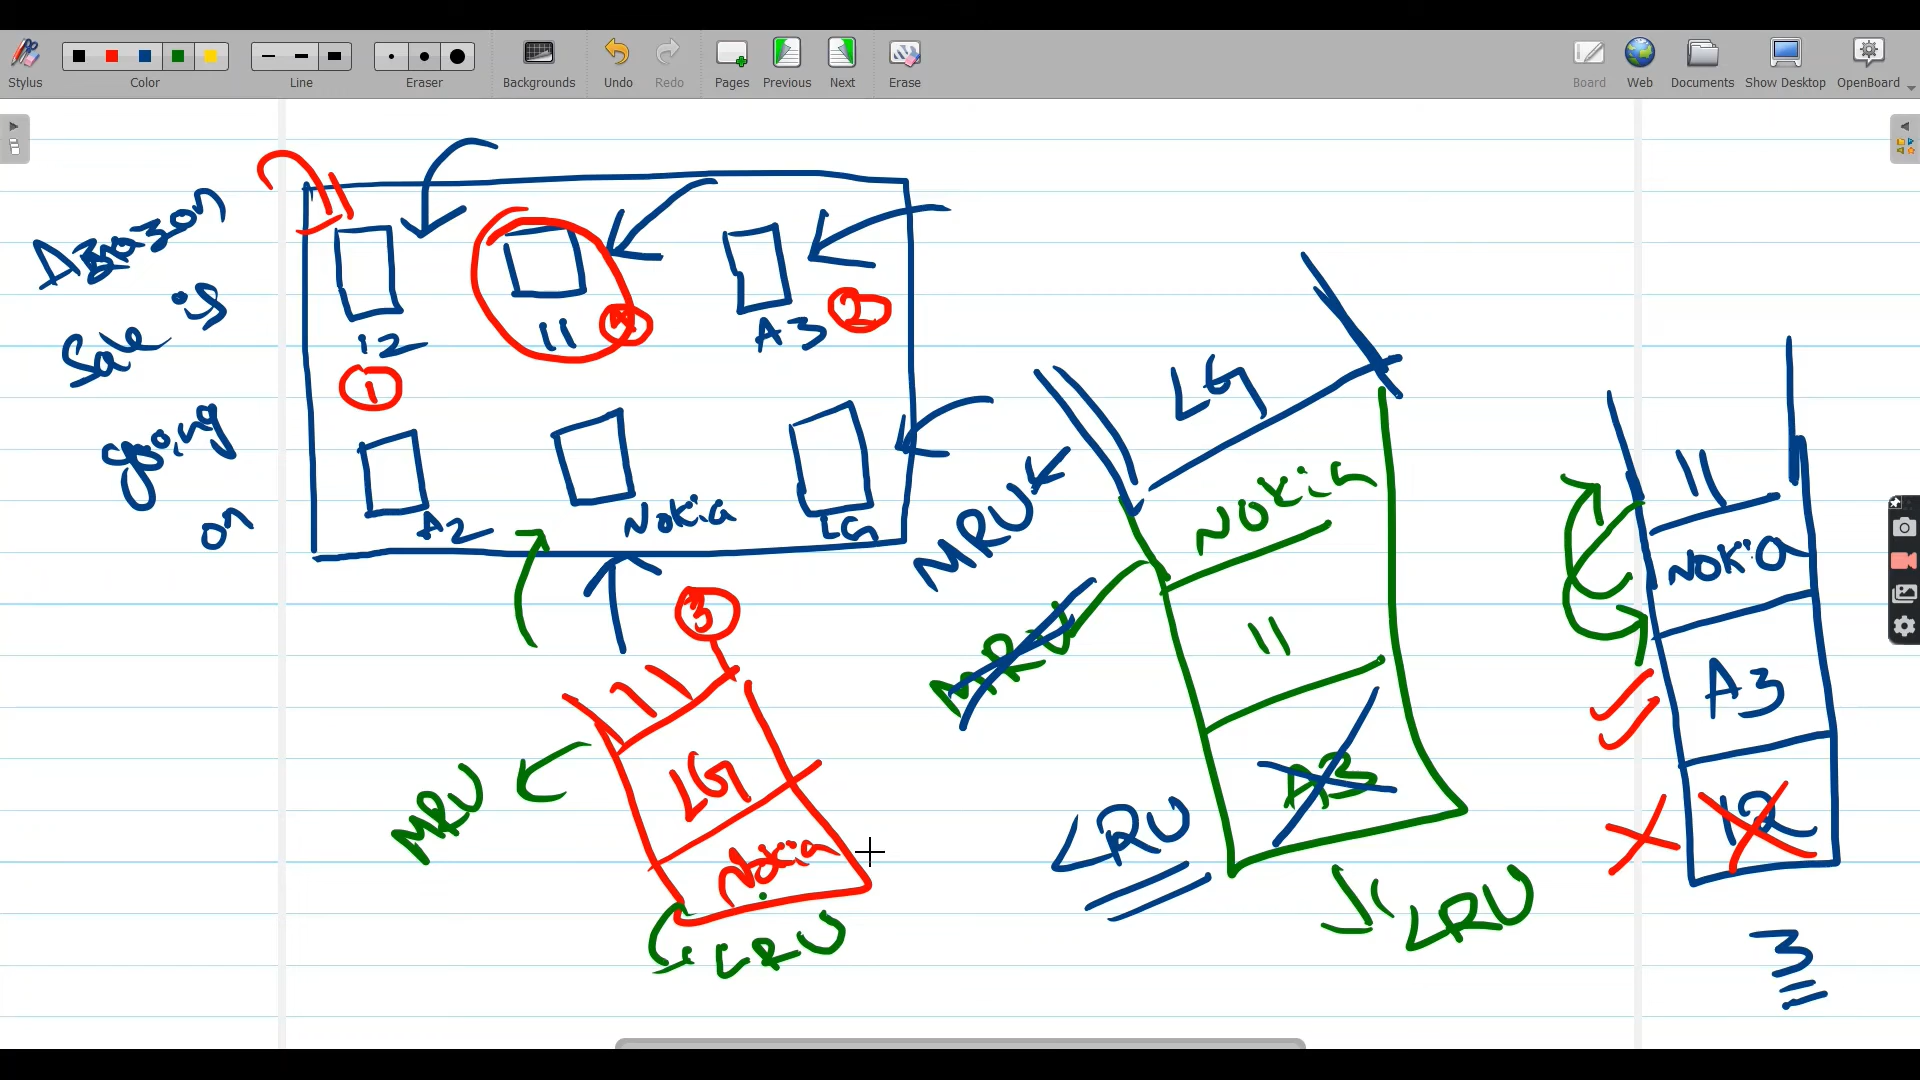 Stylus
Color
Line
Eraser
Backgrounds
Undo
Redo
Pages
Previous
Next
Erase
Board
Web
Documents
Show Desktop
OpenBoard
Amazon
Sale is
going
on
12
1
11
A3
2
A2
Nokia
LG
3
11
LG
Nokia
MRU
LRU
MRU
MRU
LG
Nokia
11
A3
LRU
LRU
11
Nokia
A3
12
3